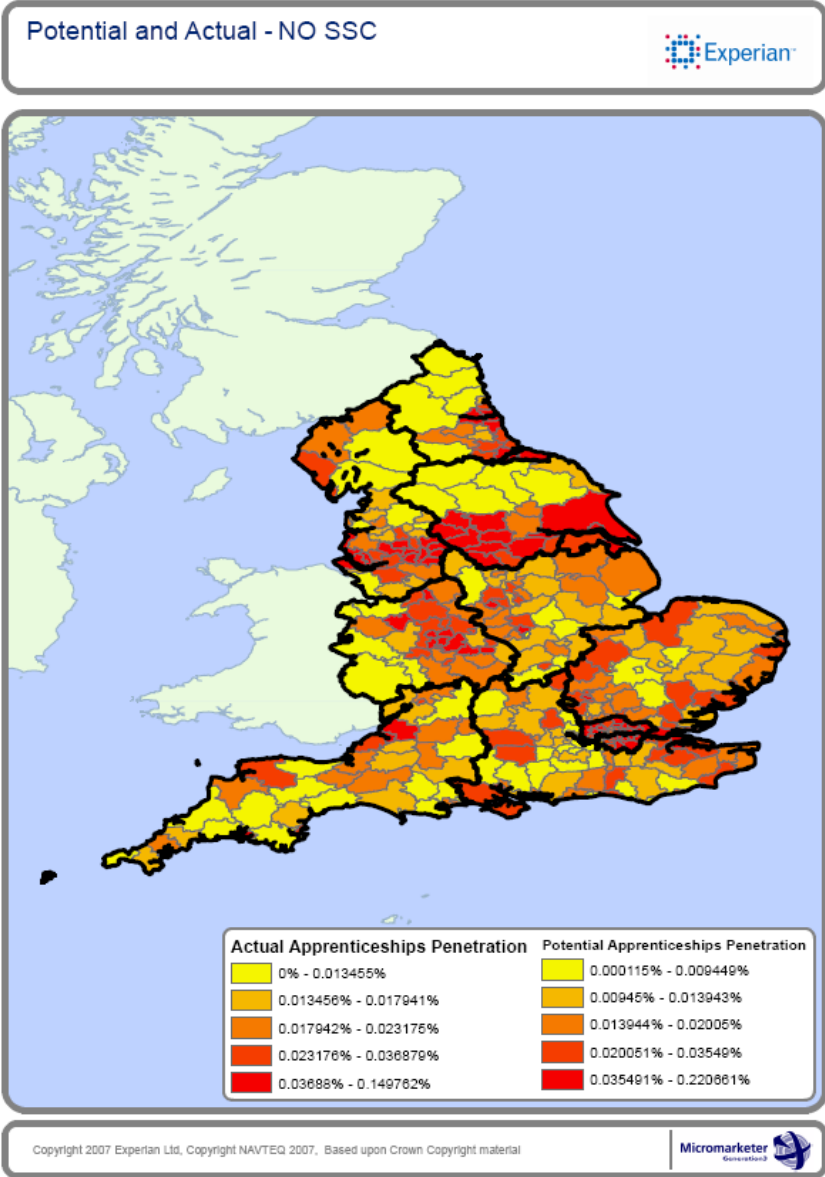 Potential and Actual - NO SSC
Experian
Actual Apprenticeships Penetration
0% - 0.013455%
0.013456% - 0.017941%
0.017942% - 0.023175%
0.023176% - 0.036879%
0.03688% - 0.149762%
Potential Apprenticeships Penetration
0.000115% - 0.009449%
0.00945% - 0.013943%
0.013944% - 0.02005%
0.020051% - 0.03549%
0.035491% - 0.220661%
Copyright 2007 Experian Ltd, Copyright NAVTEQ 2007, Based upon Crown Copyright material
Micromarketer
Generation3